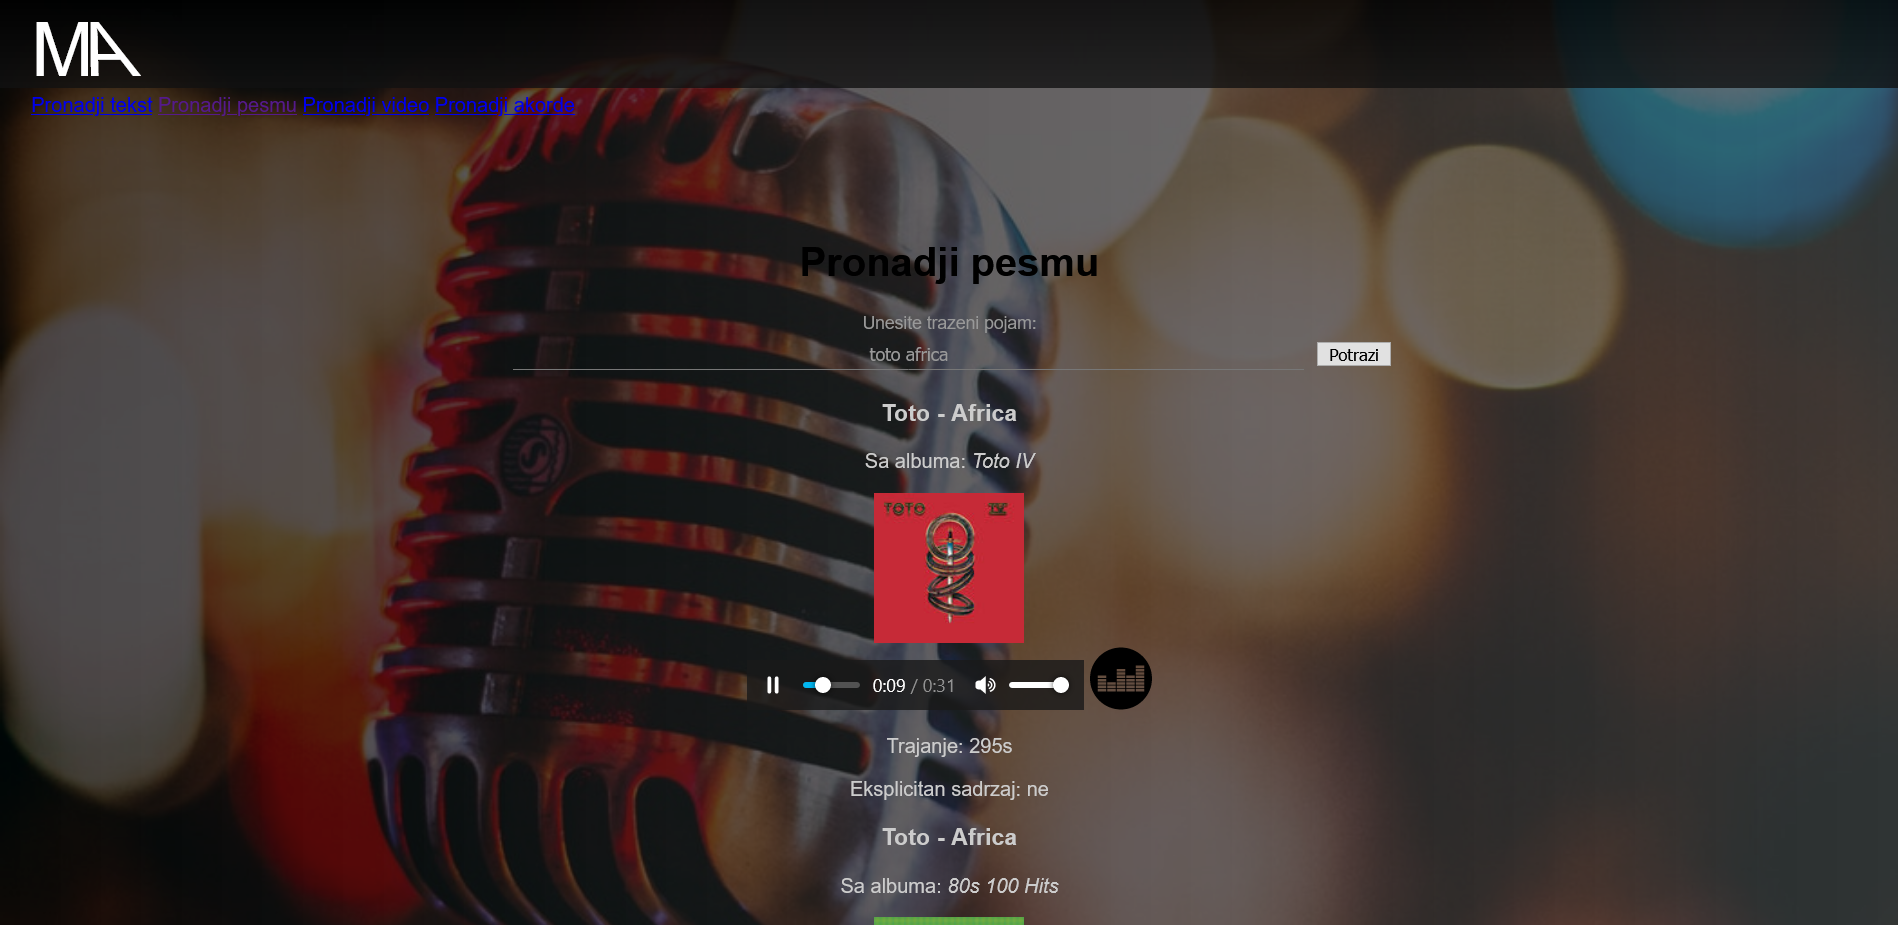 MA
Pronadji tekst Pronadji pesmu Pronadji video Pronadji akorde
Pronadji pesmu
Unesite trazeni pojam:
toto africa
Potrazi
Toto - Africa
Sa albuma: Toto IV
TOTO IV
0:09 / 0:31
Trajanje: 295s
Eksplicitan sadrzaj: ne
Toto - Africa
Sa albuma: 80s 100 Hits